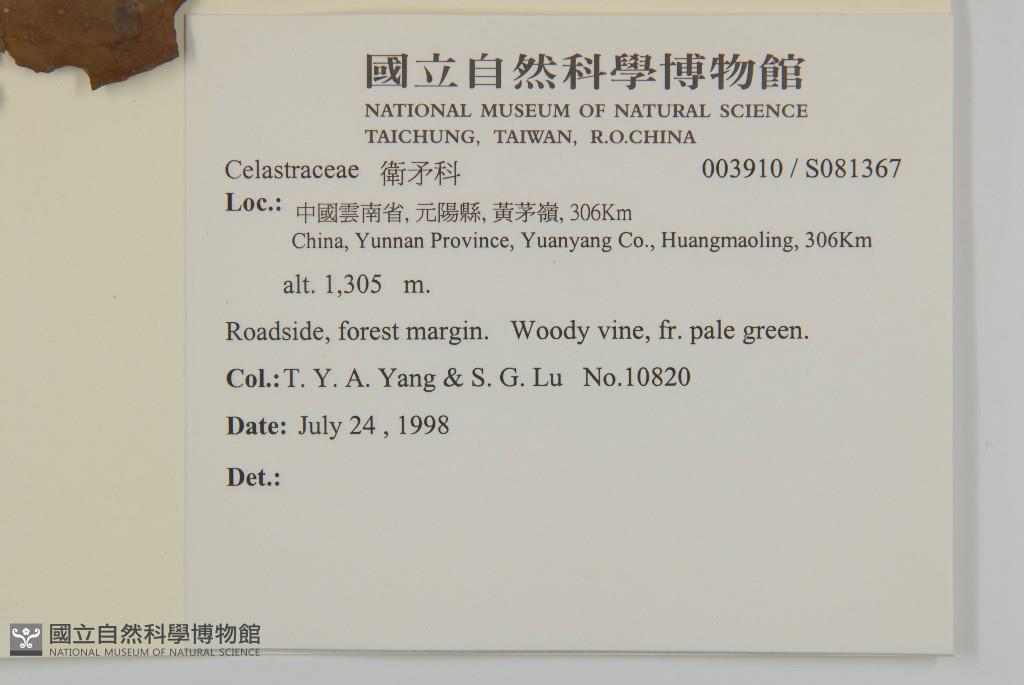 國立自然科學博物館
NATIONAL MUSEUM OF NATURAL SCIENCE
TAICHUNG, TAIWAN, R.O.CHINA
Celastraceae 衛矛科 003910 / S081367
Loc.: 中國雲南省, 元陽縣, 黃茅嶺, 306Km
China, Yunnan Province, Yuanyang Co., Huangmaoling, 306Km
alt. 1,305 m.
Roadside, forest margin. Woody vine, fr. pale green.
Col.: T. Y. A. Yang & S. G. Lu No.10820
Date: July 24 , 1998
Det.:
國立自然科學博物館
NATIONAL MUSEUM OF NATURAL SCIENCE